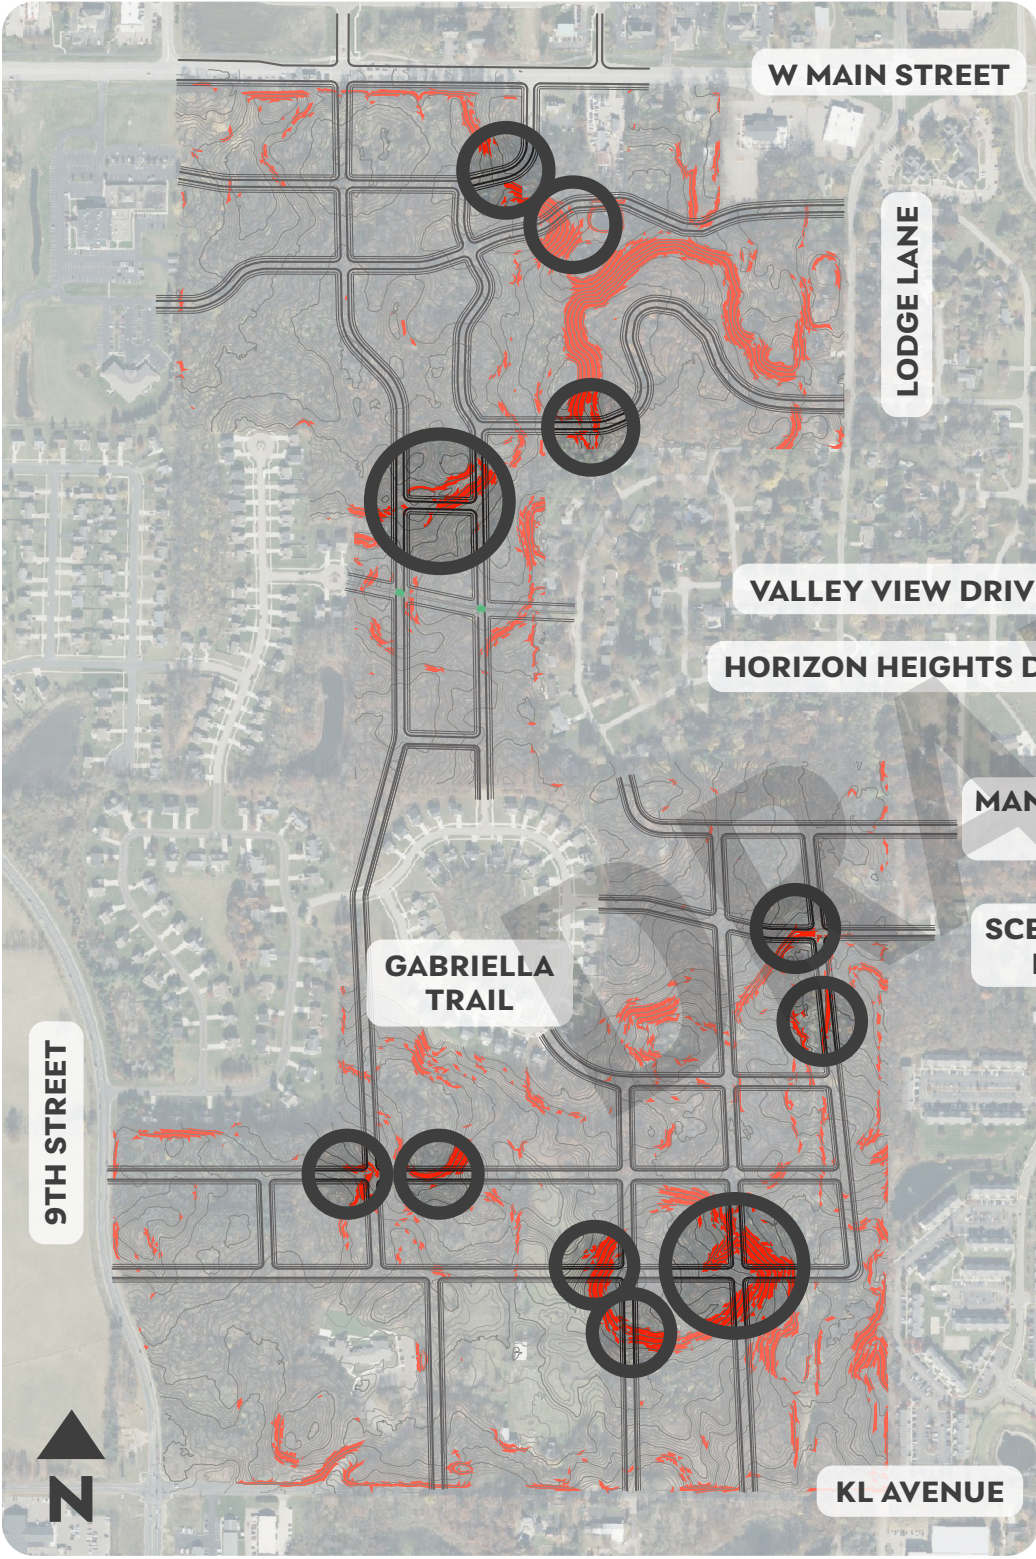 W MAIN STREET
LODGE LANE
VALLEY VIEW DRIV
HORIZON HEIGHTS D
MAN
SCE
GABRIELLA
TRAIL
9TH STREET
N
KL AVENUE